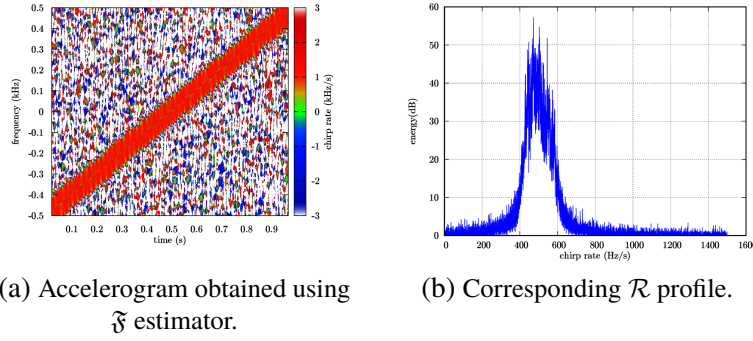 0.5
0.4
0.3
0.2
0.1
0
-0.1
-0.2
-0.3
-0.4
-0.5
frequency (kHz)
0.1 0.2 0.3 0.4 0.5 0.6 0.7 0.8 0.9
time (s)
3
2
1
0
-1
-2
-3
chirp rate (kHz/s)
60
50
40
30
20
10
0
energy(dB)
0 200 400 600 800 1000 1200 1400 160
chirp rate (Hz/s)
(a) Accelerogram obtained using
𝔉 estimator.
(b) Corresponding ℛ profile.